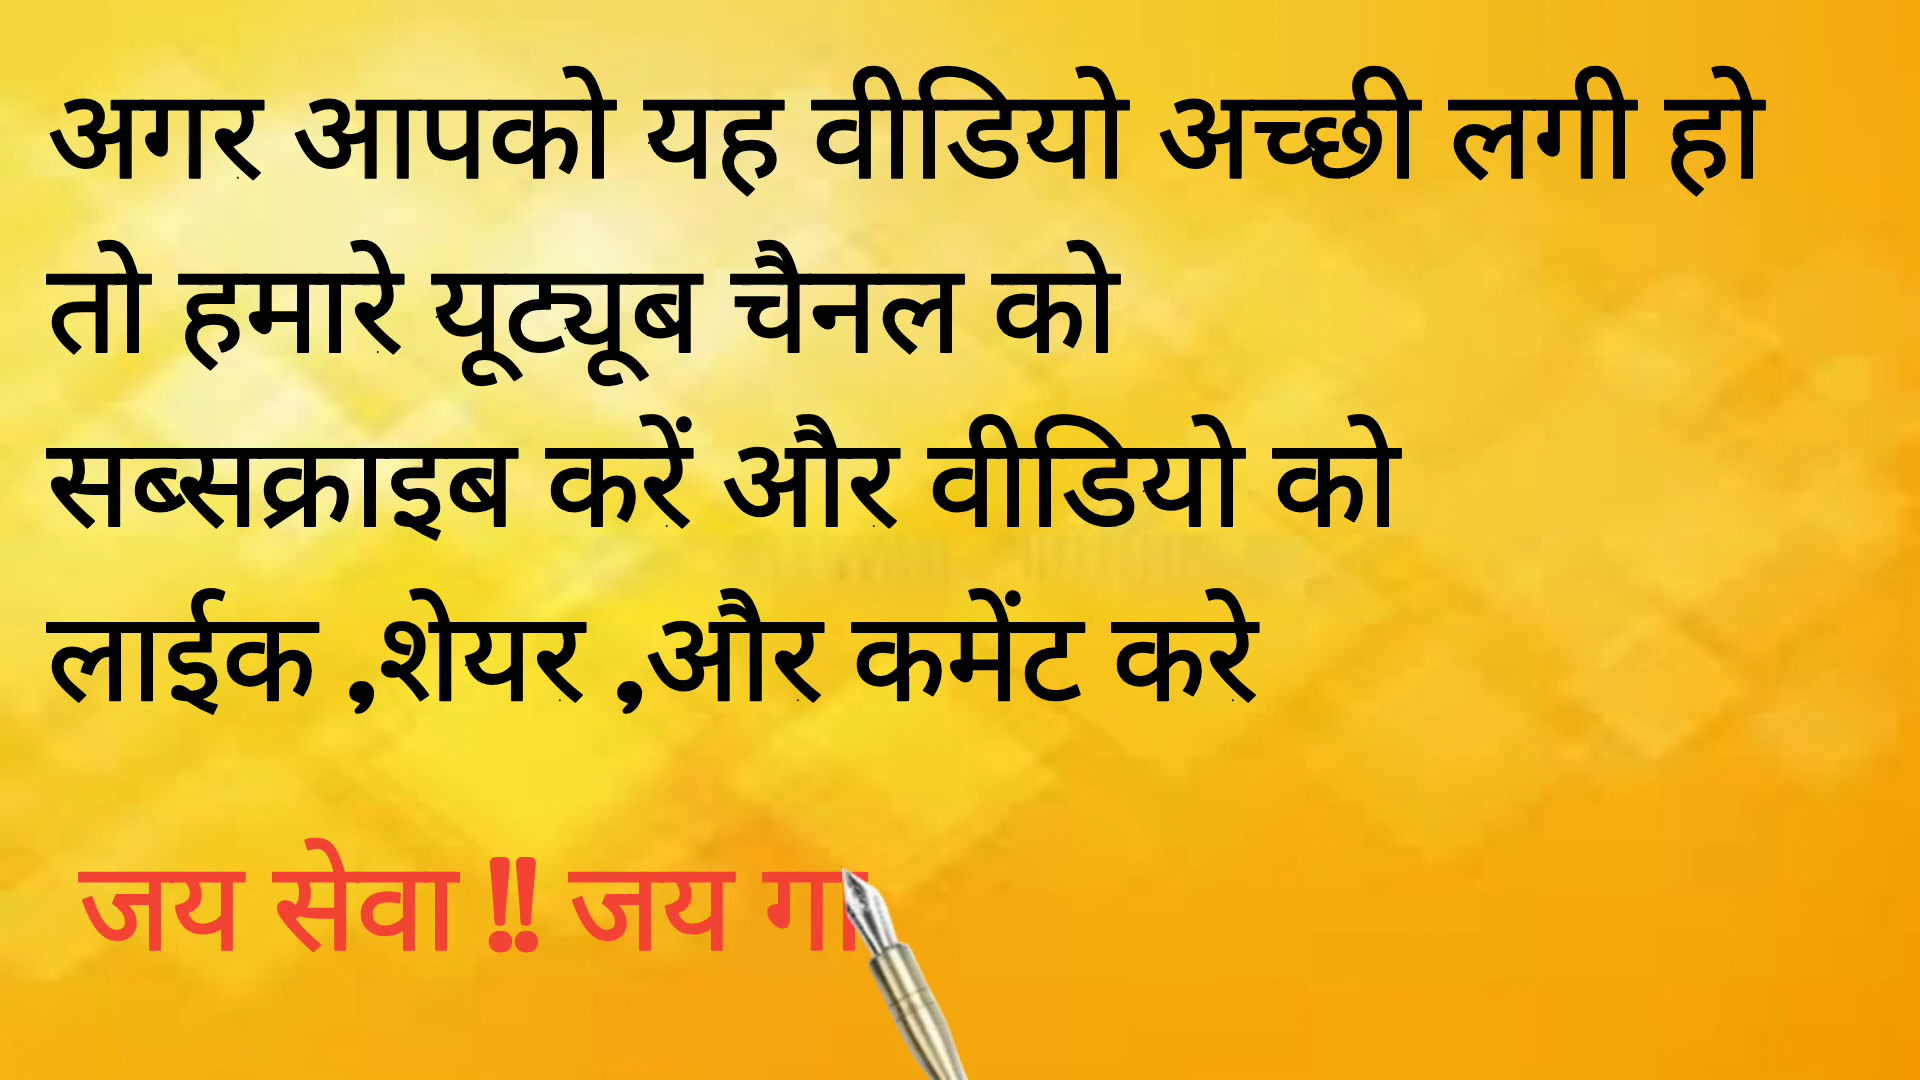 अगर आपको यह वीडियो अच्छी लगी हो
तो हमारे यूट्यूब चैनल को
सब्सक्राइब करें और वीडियो को
लाईक ,शेयर ,और कमेंट करे
जय सेवा !! जय गा